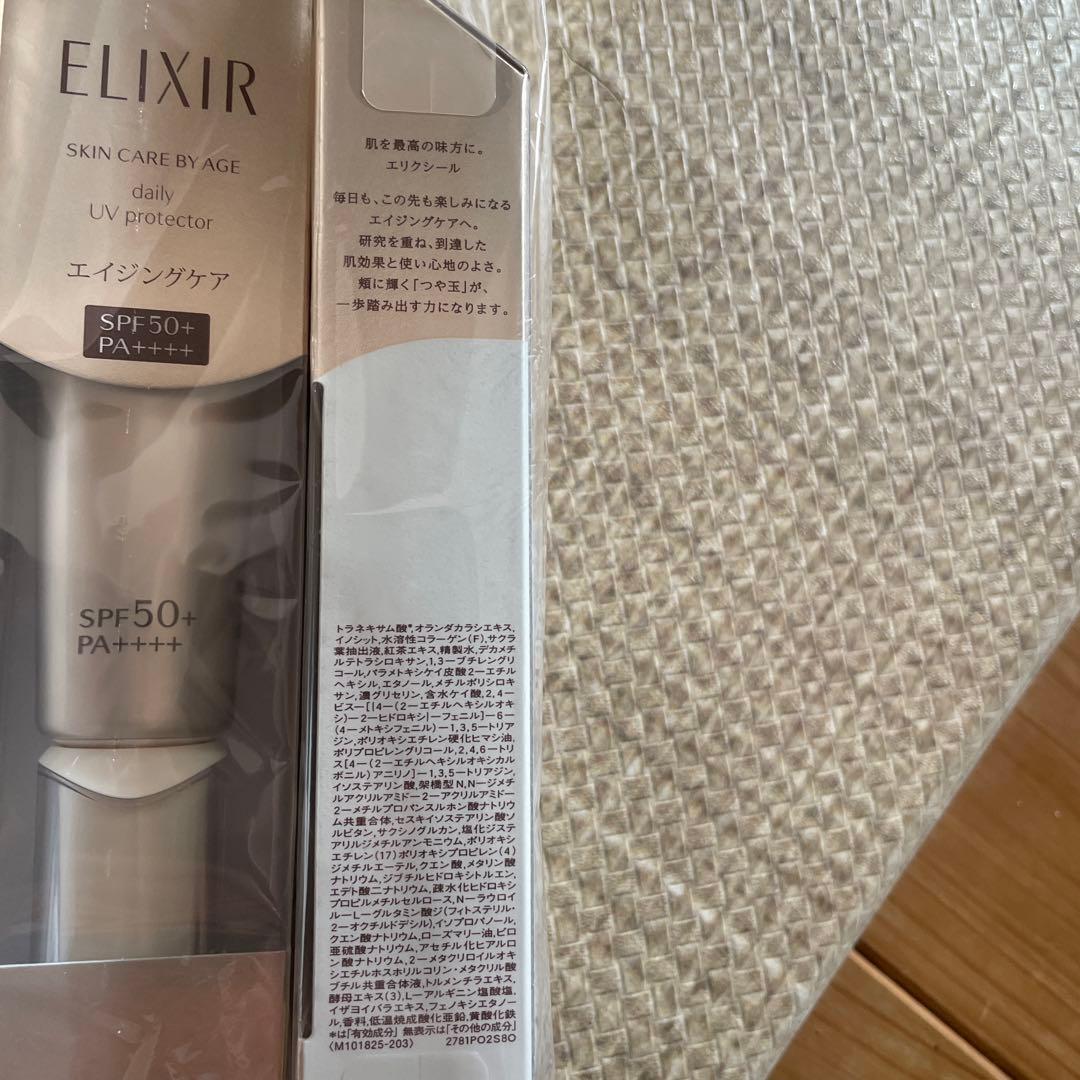 ELIXIR
SKIN CARE BY AGE
daily
UV protector
エイジングケア
SPF50+
PA++++
SPF50+
PA++++
肌を最高の味方に。
エリクシール
毎日も、この先も楽しみになる
エイジングケアへ。
研究を重ね、到達した
肌効果と使い心地のよさ。
頬に輝く「つや玉」が、
一歩踏み出す力になります。
トラネキサム酸*,オランダカラシエキス,
イノシット,水溶性コラーゲン(F),サクラ
葉抽出液,紅茶エキス,精製水,デカメチ
ルテトラシロキサン,1,3-ブチレングリ
コール,パラメトキシケイ皮酸2-エチル
ヘキシル,エタノール,メチルポリシロキ
サン,濃グリセリン,含水ケイ酸,2,4-
ビス-[{4-(2-エチルヘキシルオキ
シ)-2-ヒドロキシ}-フェニル]-6-
(4-メトキシフェニル)-1,3,5-トリア
ジン,ポリオキシエチレン硬化ヒマシ油,
ポリプロピレングリコール,2,4,6-トリ
ス[4-(2-エチルヘキシルオキシカル
ボニル)アニリノ]-1,3,5-トリアジン,
イソステアリン酸,架橋型N,N-ジメチ
ルアクリルアミド-2-アクリルアミド-
2-メチルプロパンスルホン酸ナトリウ
ム共重合体,セスキイソステアリン酸ソ
ルビタン,サクシノグルカン,塩化ジステ
アリルジメチルアンモニウム,ポリオキシ
エチレン(17)ポリオキシプロピレン(4)
ジメチルエーテル,クエン酸,メタリン酸
ナトリウム,ジブチルヒドロキシトルエン,
エデト酸二ナトリウム,疎水化ヒドロキシ
プロピルメチルセルロース,N-ラウロイ
ル-L-グルタミン酸ジ(フィトステリル・
2-オクチルドデシル),イソプロパノール,
クエン酸ナトリウム,ローズマリー油,ピロ
亜硫酸ナトリウム,アセチル化ヒアルロ
ン酸ナトリウム,2-メタクリロイルオキ
シエチルホスホリルコリン・メタクリル酸
ブチル共重合体液,トルメンチラエキス,
酵母エキス(3),L-アルギニン塩酸塩,
イザヨイバラエキス,フェノキシエタノー
ル,香料,低温焼成酸化亜鉛,黄酸化鉄
*は「有効成分」 無表示は「その他の成分」
〈M101825-203〉 2781PO2S8O